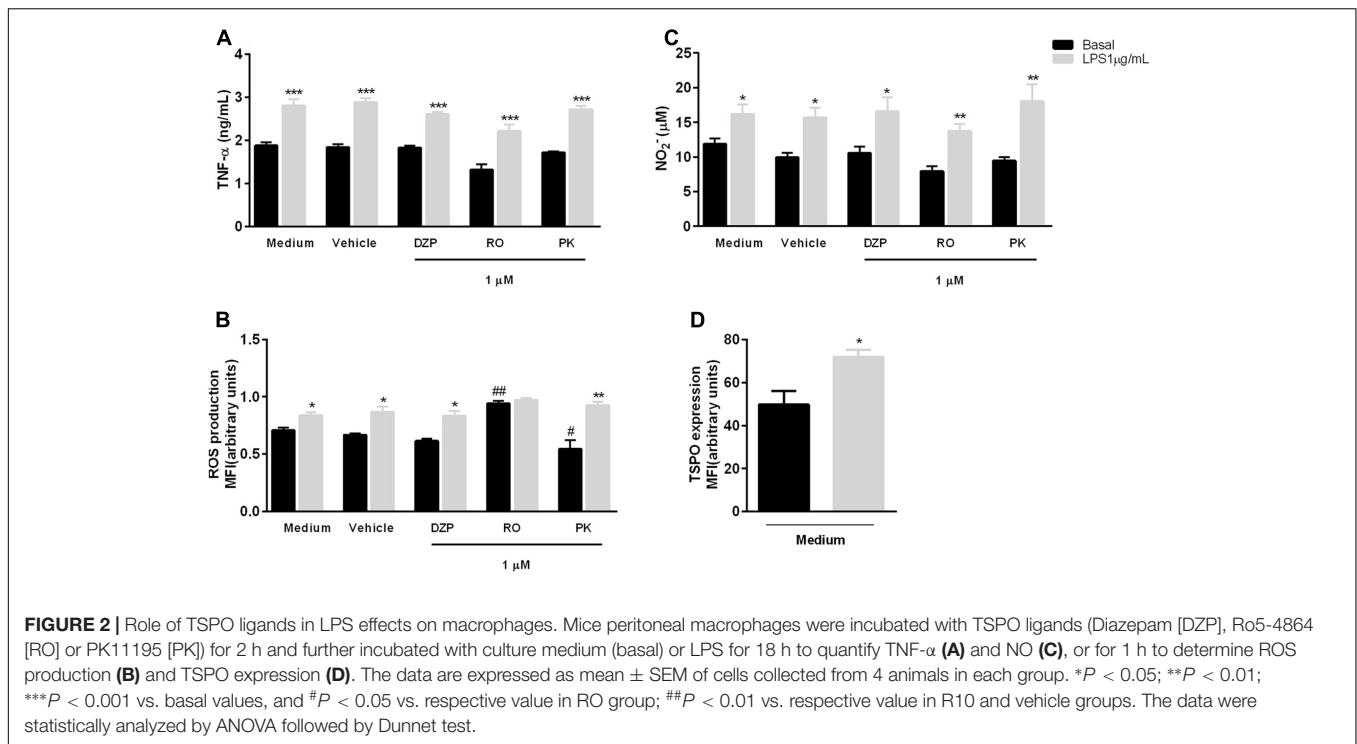 A
TNF-α (ng/mL)
4
3
2
1
0
*** *** *** *** ***
Medium Vehicle DZP RO PK
1 μM
C
NO2- (μM)
25
20
15
10
5
0
* * * ** **
Medium Vehicle DZP RO PK
1 μM
Basal
LPS1μg/mL
B
ROS production
MFI(arbitrary units)
1.5
1.0
0.5
0.0
* * * ## # **
Medium Vehicle DZP RO PK
1 μM
D
TSPO expression
MFI(arbitrary units)
80
60
40
20
0
*
Medium
FIGURE 2 | Role of TSPO ligands in LPS effects on macrophages. Mice peritoneal macrophages were incubated with TSPO ligands (Diazepam [DZP], Ro5-4864
[RO] or PK11195 [PK]) for 2 h and further incubated with culture medium (basal) or LPS for 18 h to quantify TNF-α (A) and NO (C), or for 1 h to determine ROS
production (B) and TSPO expression (D). The data are expressed as mean ± SEM of cells collected from 4 animals in each group. *P < 0.05; **P < 0.01;
***P < 0.001 vs. basal values, and #P < 0.05 vs. respective value in RO group; ##P < 0.01 vs. respective value in R10 and vehicle groups. The data were
statistically analyzed by ANOVA followed by Dunnet test.